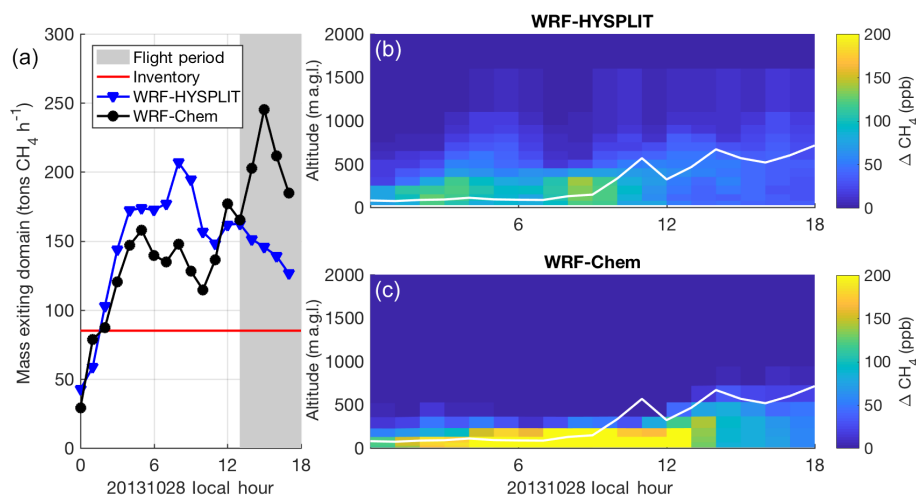 (a)
300
250
200
150
100
50
0
Mass exiting domain (tons CH4 h-1)
Flight period
Inventory
WRF-HYSPLIT
WRF-Chem
0 6 12 18
20131028 local hour
WRF-HYSPLIT
(b)
2000
1500
1000
500
0
Altitude (m a.g.l.)
6 12 18
200
150
100
50
0
Δ CH4 (ppb)
WRF-Chem
(c)
2000
1500
1000
500
0
Altitude (m a.g.l.)
6 12 18
20131028 local hour
200
150
100
50
0
Δ CH4 (ppb)